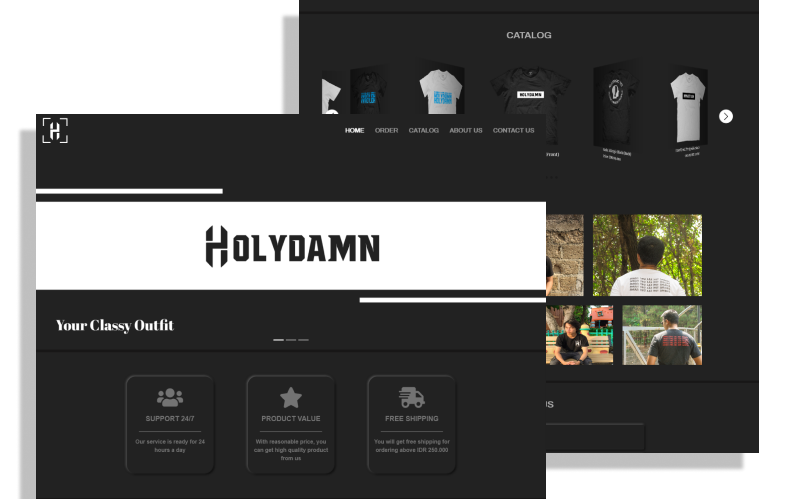 CATALOG
HOLYDAMN
HOME ORDER CATALOG ABOUT US CONTACT US
HOLYDAMN
Your Classy Outfit
SUPPORT 24/7
Our service is ready for 24
hours a day
PRODUCT VALUE
With reasonable price, you
can get high quality product
from us
FREE SHIPPING
You will get free shipping for
ordering above IDR 250.000
US